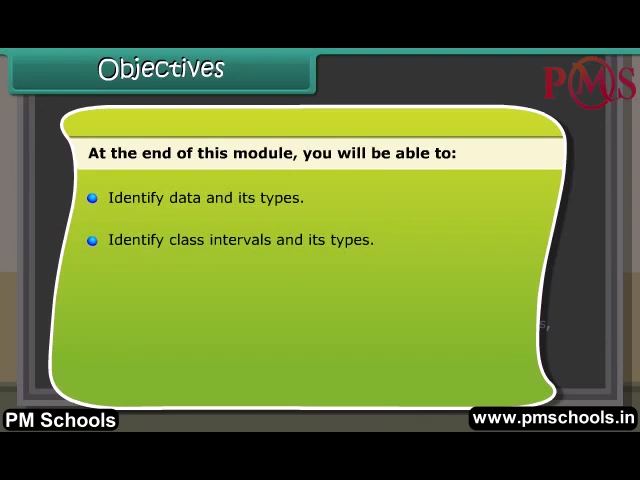 Objectives
PMS
At the end of this module, you will be able to:
Identify data and its types.
Identify class intervals and its types.
s,
PM Schools
www.pmschools.in